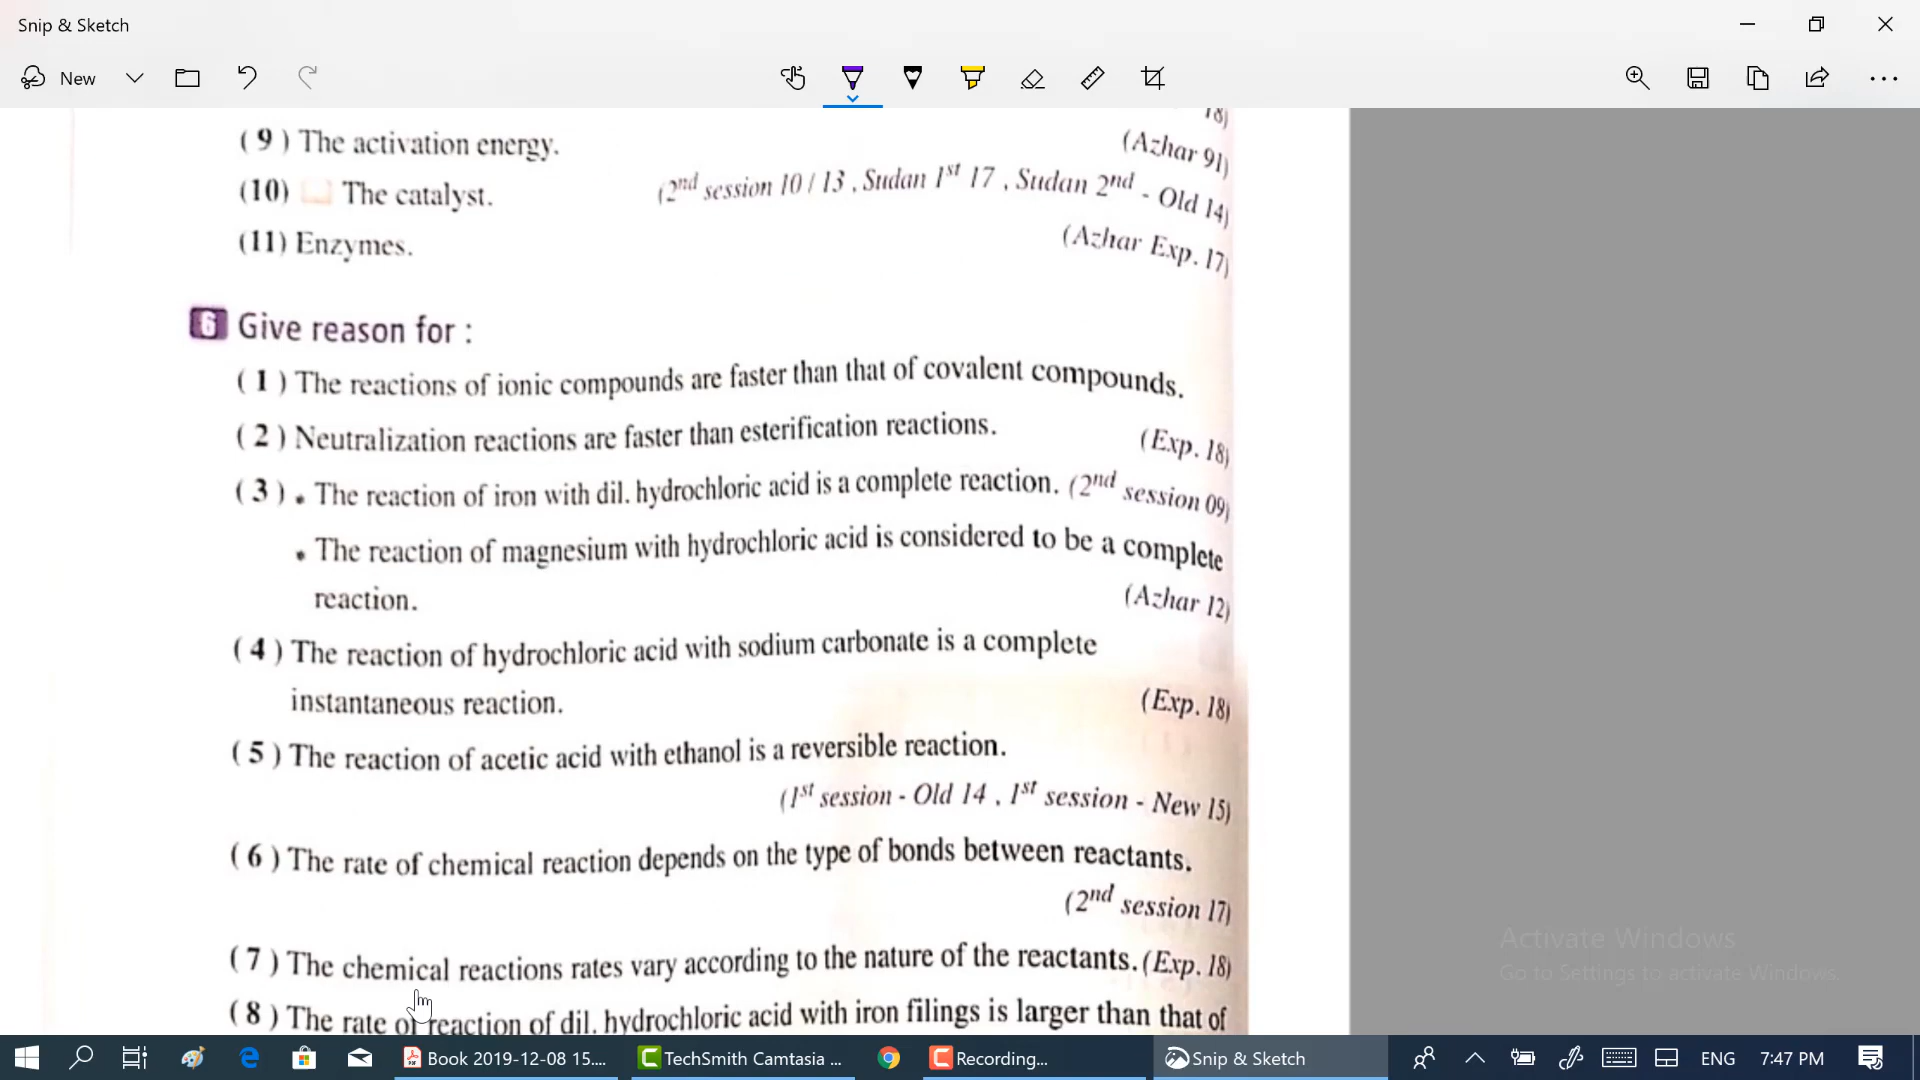 Snip & Sketch
New
18)
(9) The activation energy. (Azhar 91)
(10) The catalyst. (2nd session 10 / 13 , Sudan 1st 17 , Sudan 2nd - Old 14)
(11) Enzymes. (Azhar Exp. 17)
6 Give reason for :
(1) The reactions of ionic compounds are faster than that of covalent compounds.
(2) Neutralization reactions are faster than esterification reactions. (Exp. 18)
(3) • The reaction of iron with dil. hydrochloric acid is a complete reaction. (2nd session 09)
• The reaction of magnesium with hydrochloric acid is considered to be a complete
reaction. (Azhar 12)
(4) The reaction of hydrochloric acid with sodium carbonate is a complete
instantaneous reaction. (Exp. 18)
(5) The reaction of acetic acid with ethanol is a reversible reaction.
(1st session - Old 14 , 1st session - New 15)
(6) The rate of chemical reaction depends on the type of bonds between reactants.
(2nd session 17)
(7) The chemical reactions rates vary according to the nature of the reactants. (Exp. 18)
(8) The rate of reaction of dil. hydrochloric acid with iron filings is larger than that of
Activate Windows
Go to Settings to activate Windows.
Book 2019-12-08 15.... TechSmith Camtasia ... Recording... Snip & Sketch ENG 7:47 PM